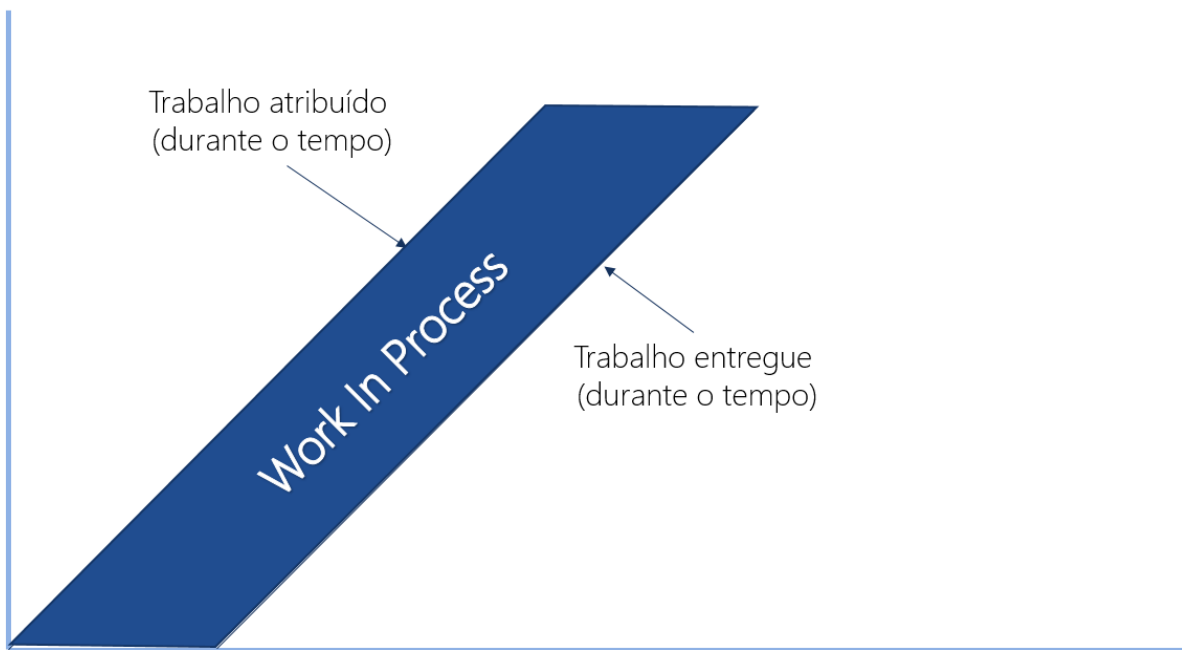 Trabalho atribuído
(durante o tempo)
Work In Process
Trabalho entregue
(durante o tempo)